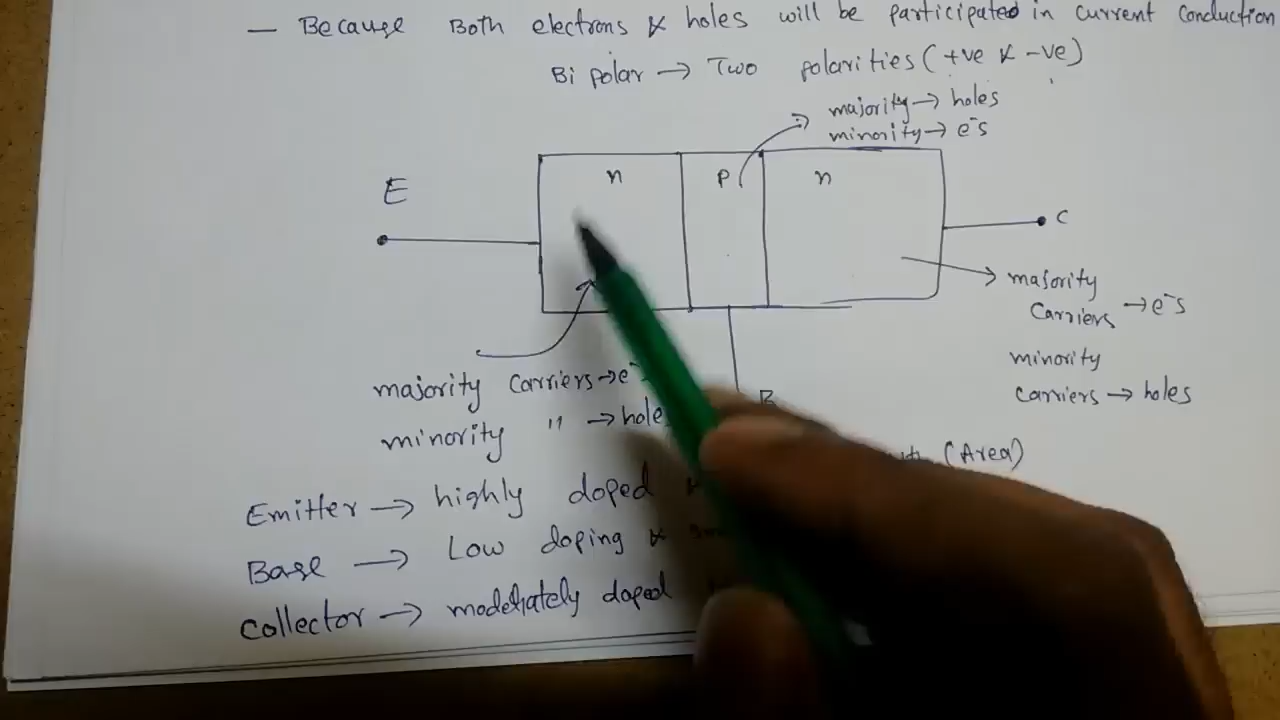 — Because Both electrons & holes will be participated in current conduction
Bi polar → Two polarities (+ve & -ve)
majority → holes
minority → e⁻s
E
n
p
n
C
majority
carriers → e⁻s
minority
carriers → holes
majority carriers → e⁻
minority " → hole
B
(Area)
Emitter → highly doped &
Base → Low doping &
Collector → moderately doped